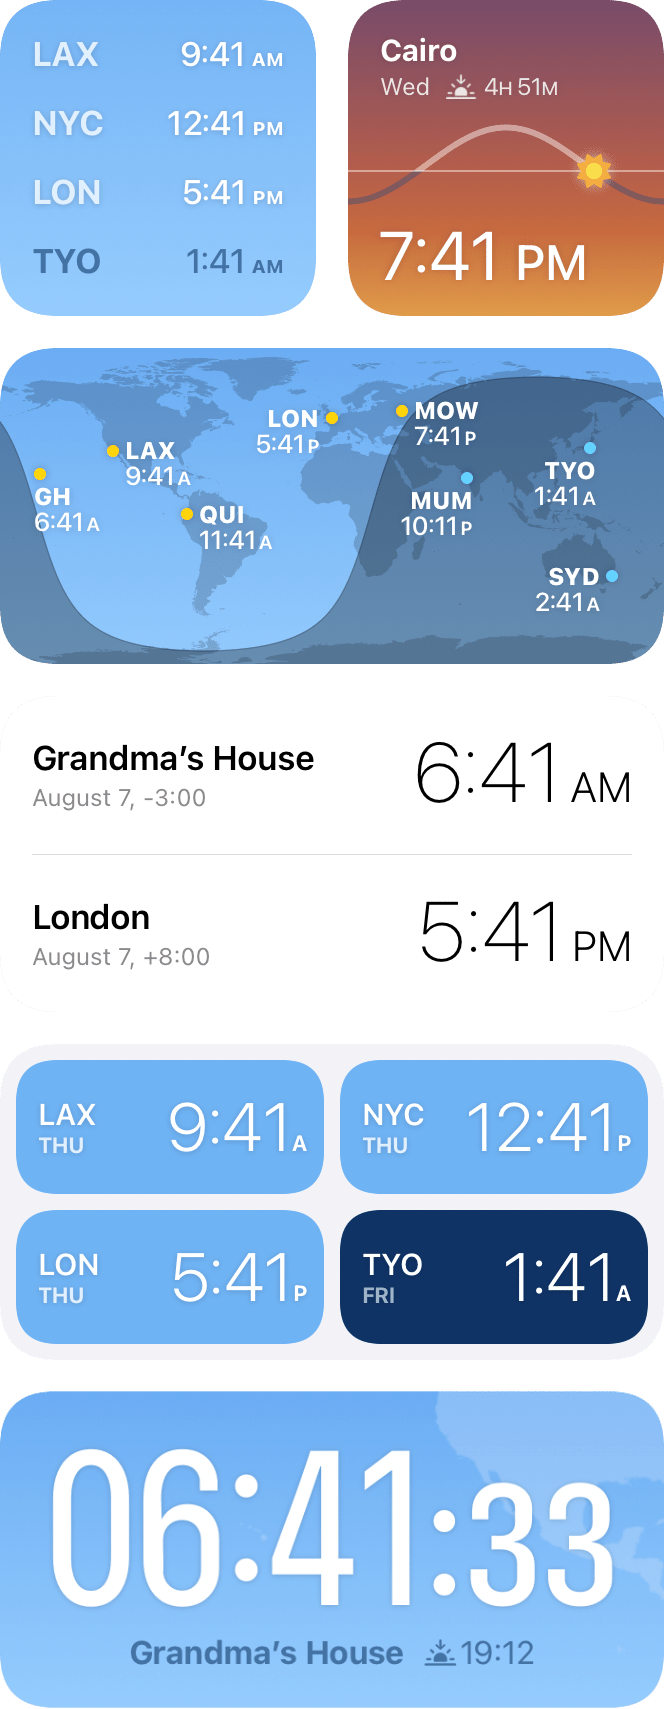 LAX 9:41 AM
NYC 12:41 PM
LON 5:41 PM
TYO 1:41 AM
Cairo
Wed 4H 51M
7:41 PM
LON
5:41P
MOW
7:41P
LAX
9:41A
GH
6:41A
QUI
11:41A
MUM
10:11P
TYO
1:41A
SYD
2:41A
Grandma’s House
August 7, -3:00
6:41 AM
London
August 7, +8:00
5:41 PM
LAX
THU
9:41A
NYC
THU
12:41P
LON
THU
5:41P
TYO
FRI
1:41A
06:41:33
Grandma’s House 19:12